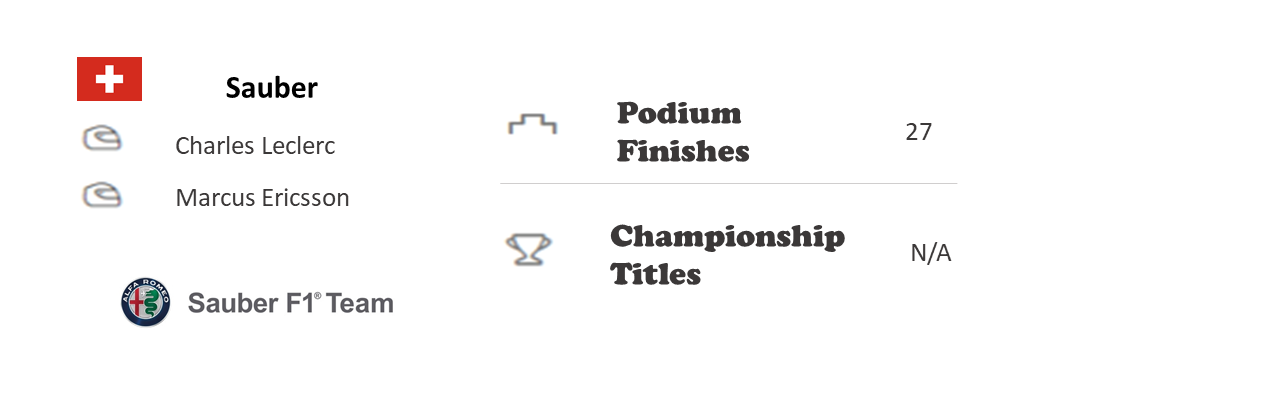 Sauber
Charles Leclerc
Marcus Ericsson
ALFA ROMEO
Sauber F1® Team
Podium
Finishes
27
Championship
Titles
N/A